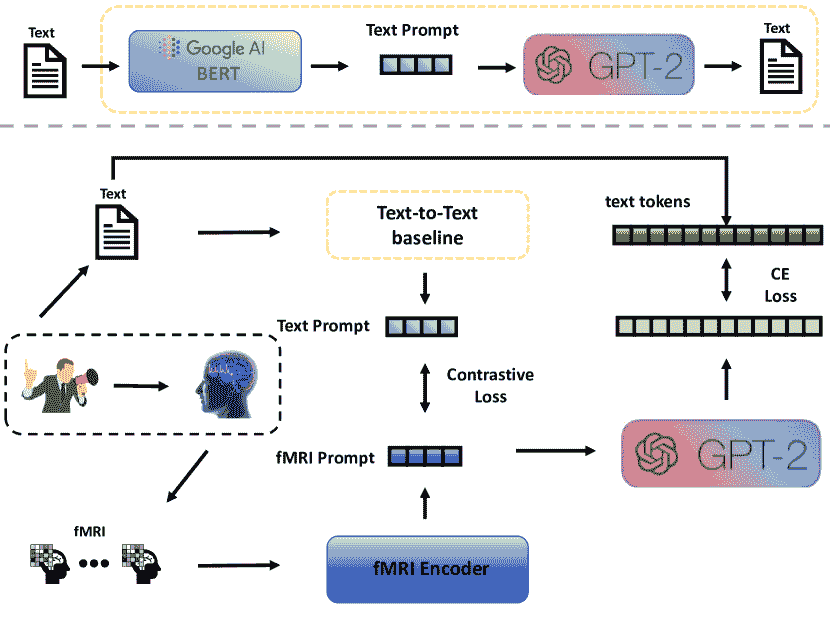 Text
Google AI
BERT
Text Prompt
GPT-2
Text
Text
Text-to-Text
baseline
text tokens
CE
Loss
Text Prompt
Contrastive
Loss
fMRI Prompt
GPT-2
fMRI
fMRI Encoder